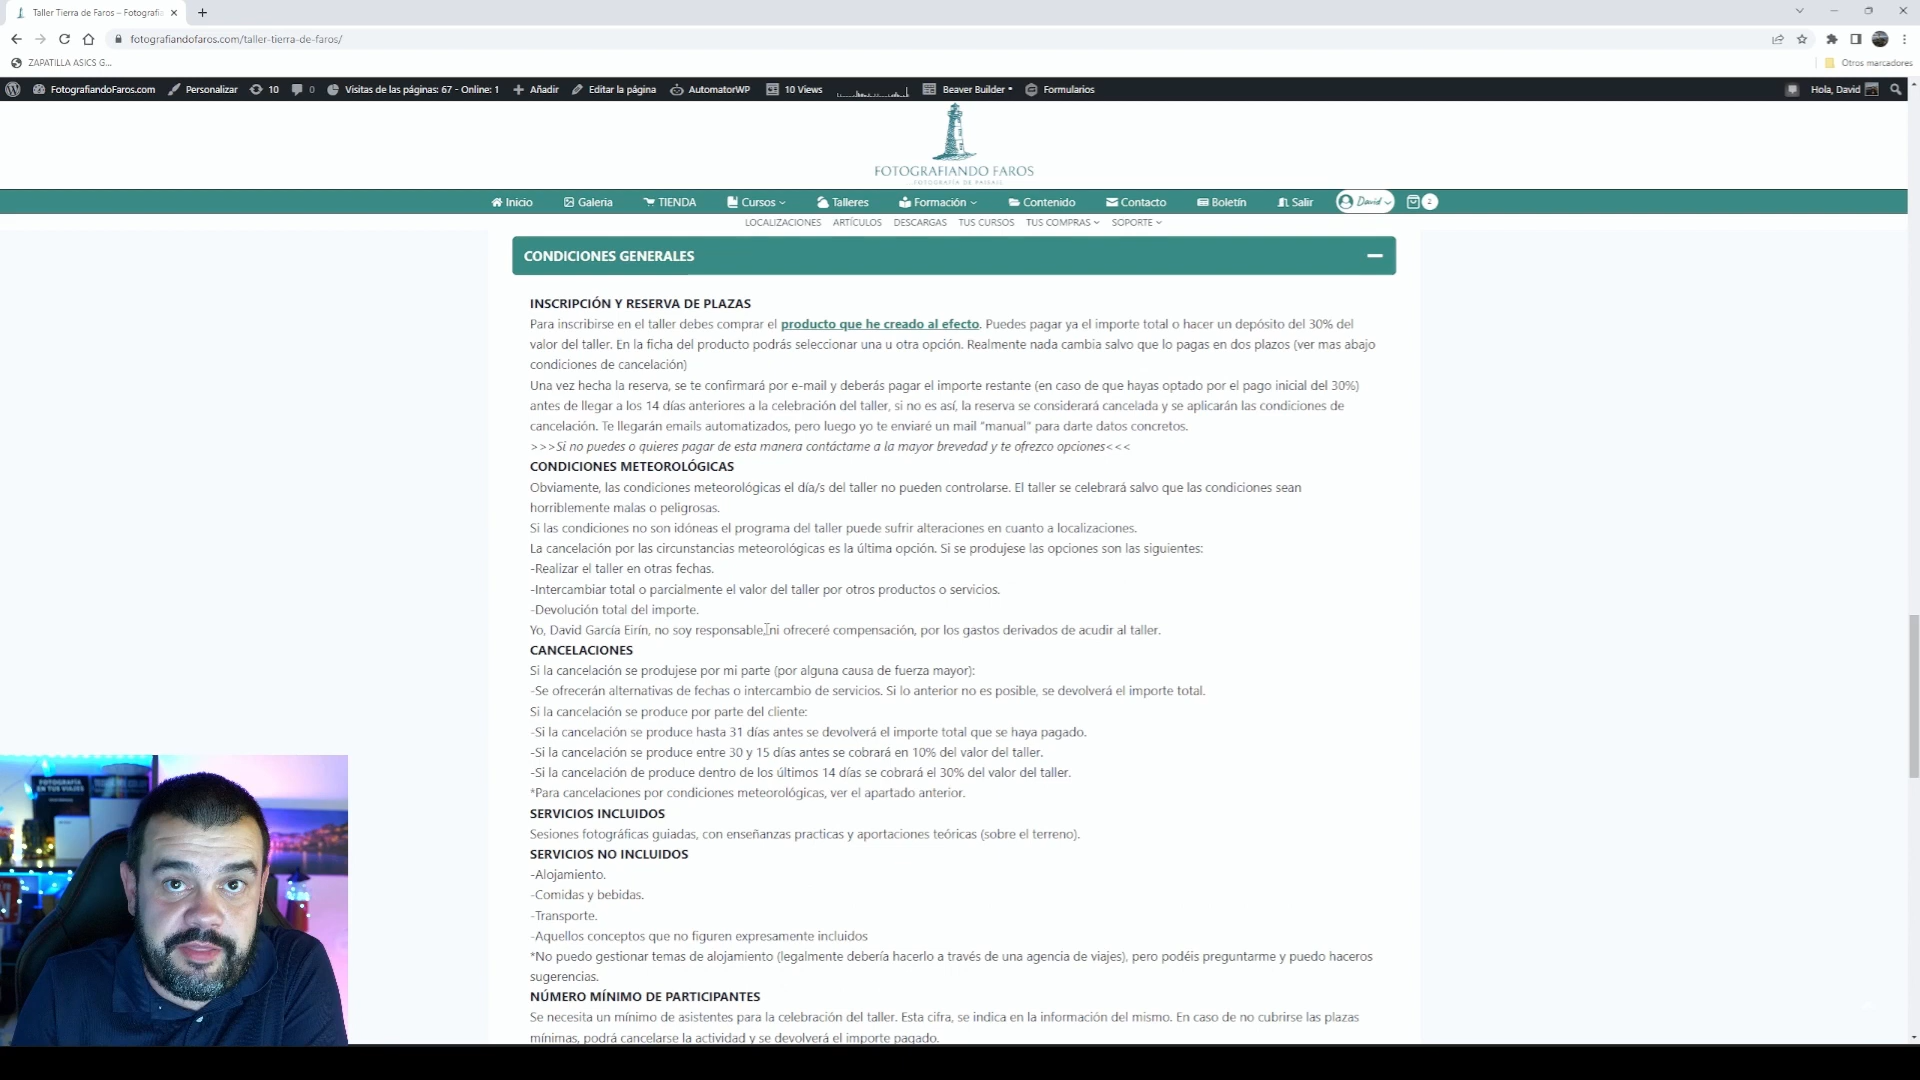 Taller Tierra de Faros – Fotografi
fotografiandofaros.com/taller-tierra-de-faros/
ZAPATILLA ASICS G...
Otros marcadores
FotografiandoFaros.com Personalizar 10 0 Visitas de las páginas: 67 - Online: 1 Añadir Editar la página AutomatorWP 10 Views Beaver Builder Formularios Hola, David
FOTOGRAFIANDO FAROS
FOTOGRAFÍA DE PAISAJE
Inicio Galeria TIENDA Cursos Talleres Formación Contenido Contacto Boletín Salir David 2
LOCALIZACIONES ARTÍCULOS DESCARGAS TUS CURSOS TUS COMPRAS SOPORTE
CONDICIONES GENERALES
INSCRIPCIÓN Y RESERVA DE PLAZAS
Para inscribirse en el taller debes comprar el producto que he creado al efecto. Puedes pagar ya el importe total o hacer un depósito del 30% del
valor del taller. En la ficha del producto podrás seleccionar una u otra opción. Realmente nada cambia salvo que lo pagas en dos plazos (ver mas abajo
condiciones de cancelación)
Una vez hecha la reserva, se te confirmará por e-mail y deberás pagar el importe restante (en caso de que hayas optado por el pago inicial del 30%)
antes de llegar a los 14 días anteriores a la celebración del taller, si no es así, la reserva se considerará cancelada y se aplicarán las condiciones de
cancelación. Te llegarán emails automatizados, pero luego yo te enviaré un mail "manual" para darte datos concretos.
>>>Si no puedes o quieres pagar de esta manera contáctame a la mayor brevedad y te ofrezco opciones<<<
CONDICIONES METEOROLÓGICAS
Obviamente, las condiciones meteorológicas el día/s del taller no pueden controlarse. El taller se celebrará salvo que las condiciones sean
horriblemente malas o peligrosas.
Si las condiciones no son idóneas el programa del taller puede sufrir alteraciones en cuanto a localizaciones.
La cancelación por las circunstancias meteorológicas es la última opción. Si se produjese las opciones son las siguientes:
-Realizar el taller en otras fechas.
-Intercambiar total o parcialmente el valor del taller por otros productos o servicios.
-Devolución total del importe.
Yo, David García Eirín, no soy responsable, ni ofreceré compensación, por los gastos derivados de acudir al taller.
CANCELACIONES
Si la cancelación se produjese por mi parte (por alguna causa de fuerza mayor):
-Se ofrecerán alternativas de fechas o intercambio de servicios. Si lo anterior no es posible, se devolverá el importe total.
Si la cancelación se produce por parte del cliente:
-Si la cancelación se produce hasta 31 días antes se devolverá el importe total que se haya pagado.
-Si la cancelación se produce entre 30 y 15 días antes se cobrará en 10% del valor del taller.
-Si la cancelación de produce dentro de los últimos 14 días se cobrará el 30% del valor del taller.
*Para cancelaciones por condiciones meteorológicas, ver el apartado anterior.
SERVICIOS INCLUIDOS
Sesiones fotográficas guiadas, con enseñanzas practicas y aportaciones teóricas (sobre el terreno).
SERVICIOS NO INCLUIDOS
-Alojamiento.
-Comidas y bebidas.
-Transporte.
-Aquellos conceptos que no figuren expresamente incluidos
*No puedo gestionar temas de alojamiento (legalmente debería hacerlo a través de una agencia de viajes), pero podéis preguntarme y puedo haceros
sugerencias.
NÚMERO MÍNIMO DE PARTICIPANTES
Se necesita un mínimo de asistentes para la celebración del taller. Esta cifra, se indica en la información del mismo. En caso de no cubrirse las plazas
mínimas, podrá cancelarse la actividad y se devolverá el importe pagado.
FOTOGRAFÍA
EN TUS VIAJES